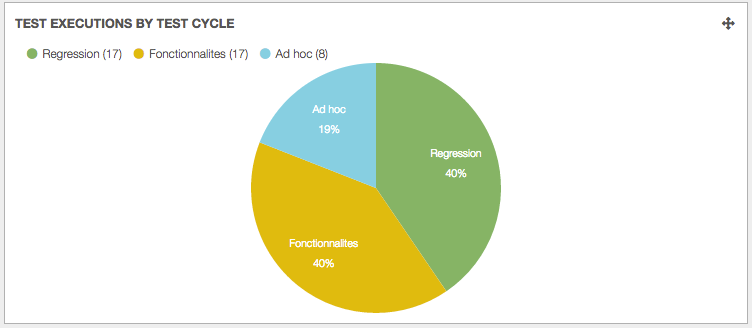 TEST EXECUTIONS BY TEST CYCLE
Regression (17) Fonctionnalites (17) Ad hoc (8)
Ad hoc
19%
Regression
40%
Fonctionnalites
40%